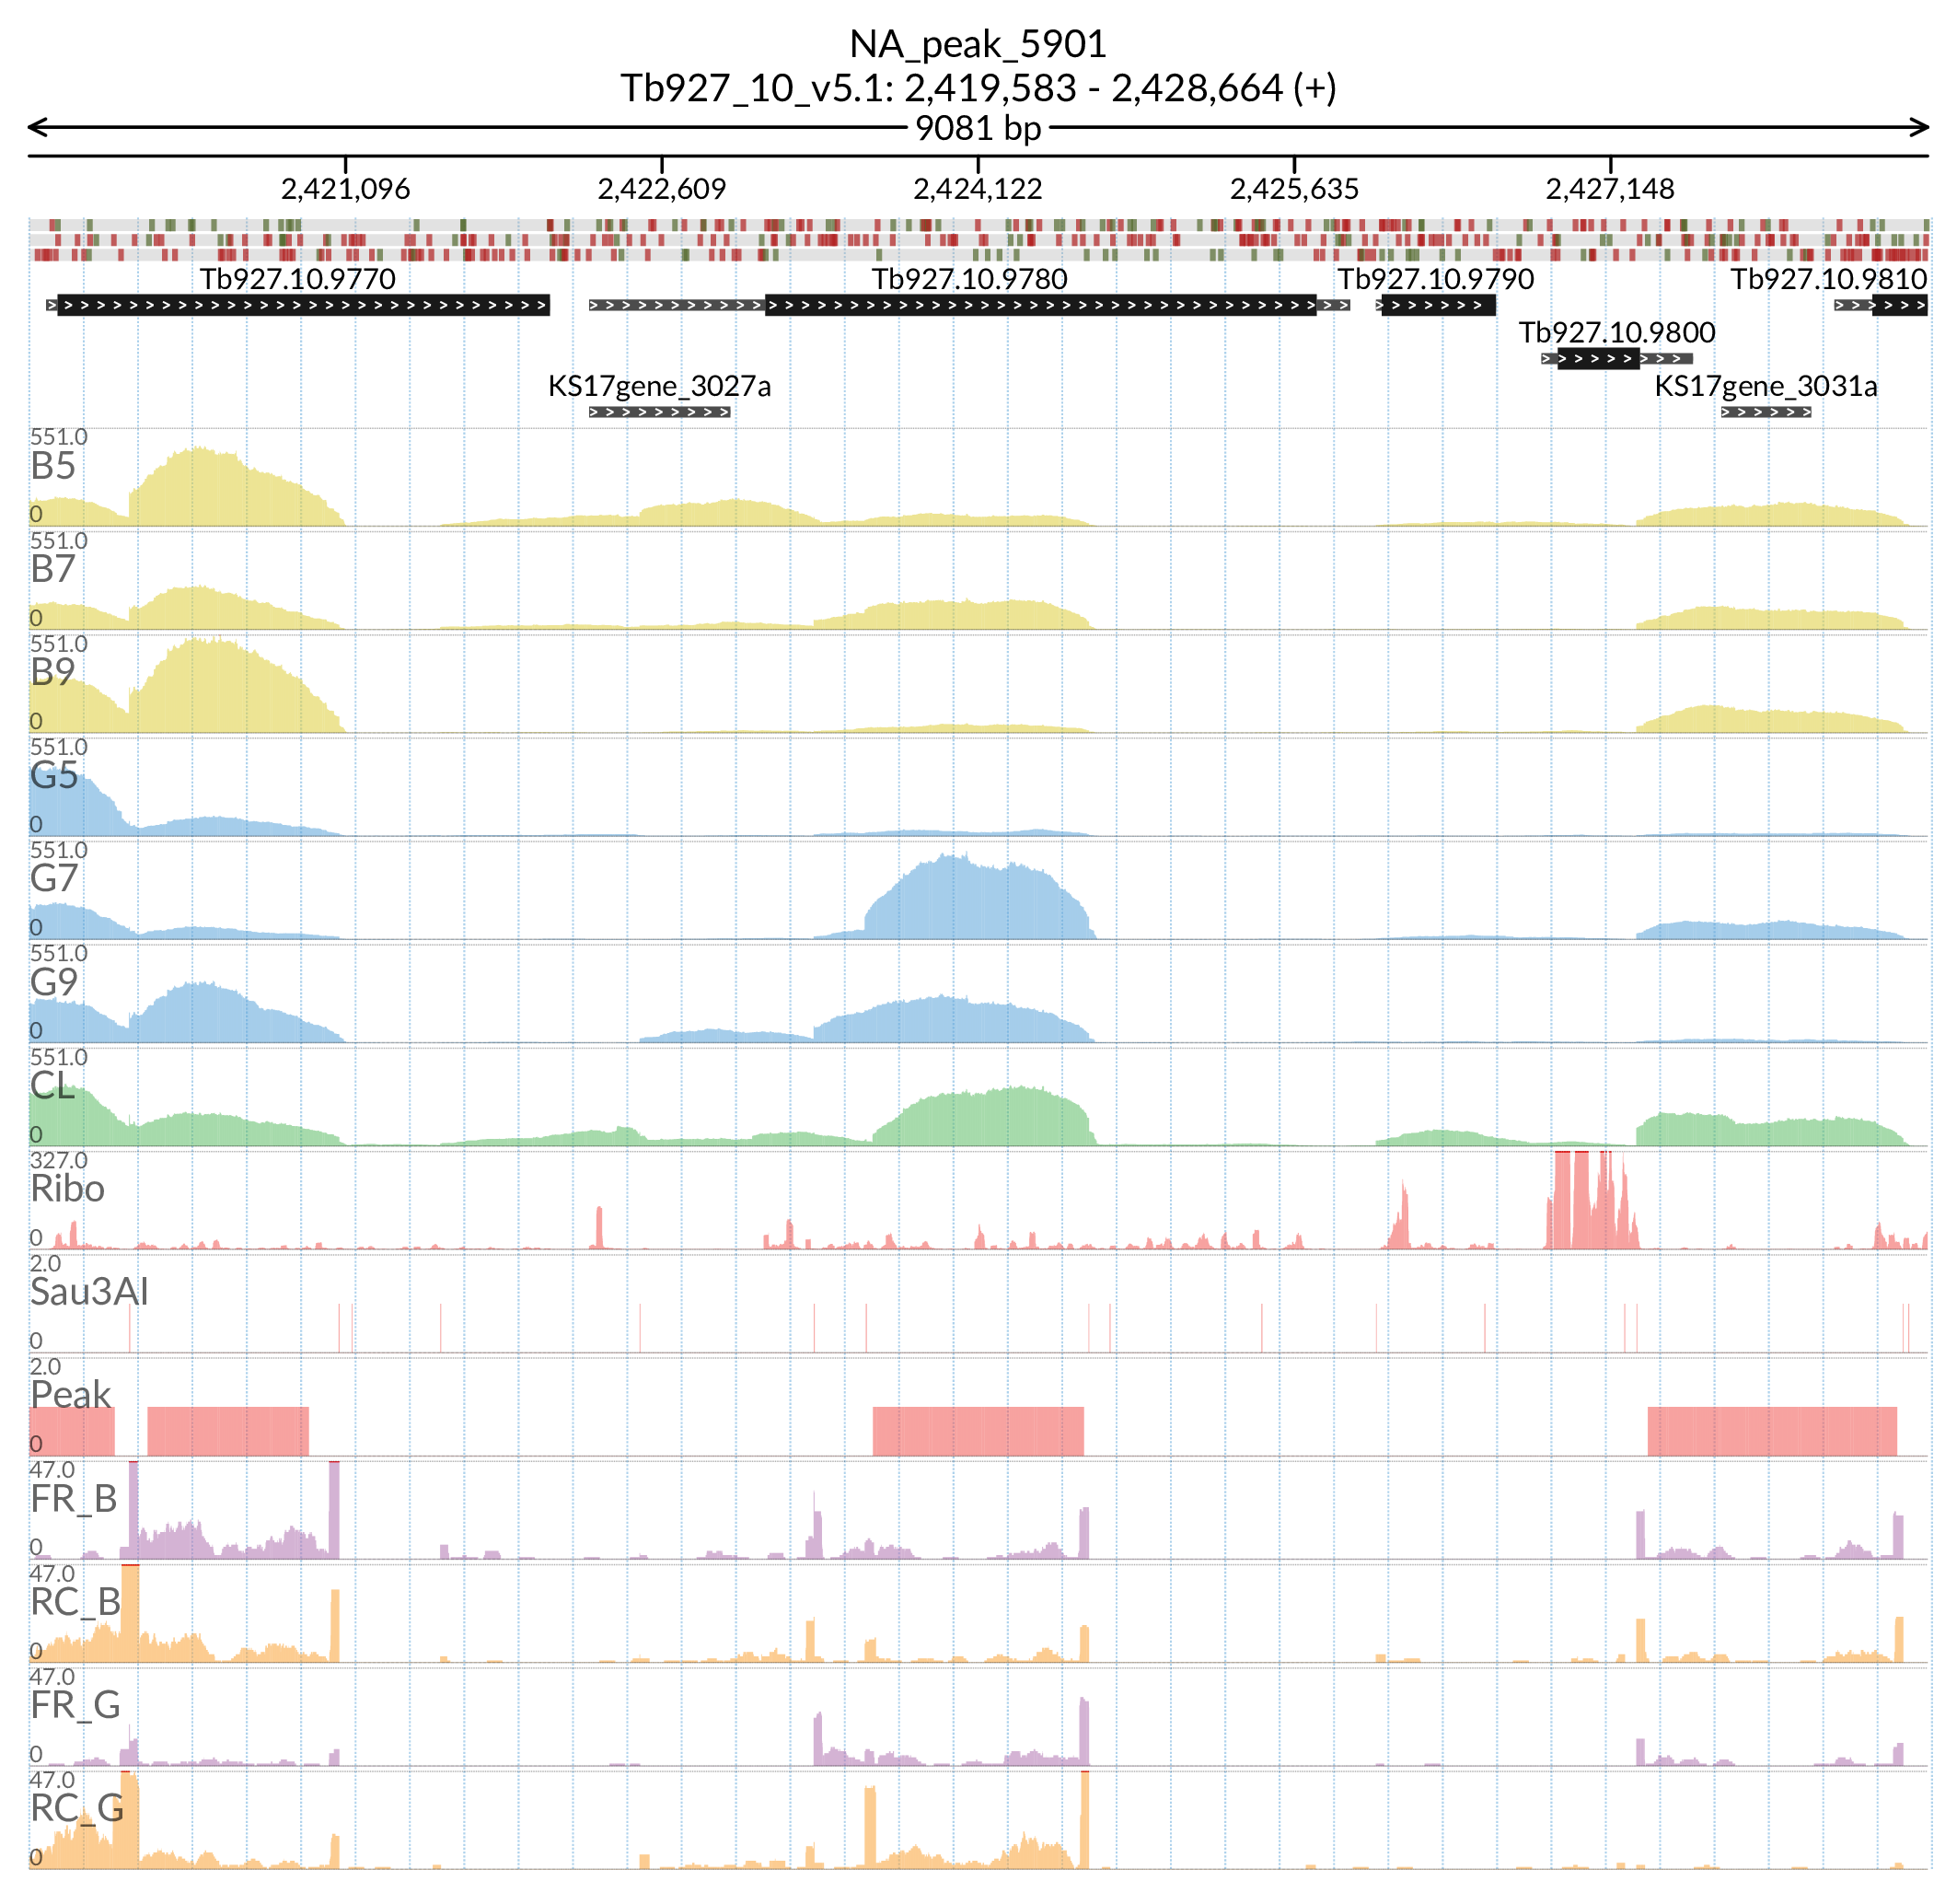 NA_peak_5901
Tb927_10_v5.1: 2,419,583 - 2,428,664 (+)
9081 bp
2,421,096 2,422,609 2,424,122 2,425,635 2,427,148
Tb927.10.9770 Tb927.10.9780 Tb927.10.9790 Tb927.10.9810
Tb927.10.9800
KS17gene_3027a KS17gene_3031a
551.0
B5
0
551.0
B7
0
551.0
B9
0
551.0
G5
0
551.0
G7
0
551.0
G9
0
551.0
CL
0
327.0
Ribo
0
2.0
Sau3AI
0
2.0
Peak
0
47.0
FR_B
0
47.0
RC_B
0
47.0
FR_G
0
47.0
RC_G
0